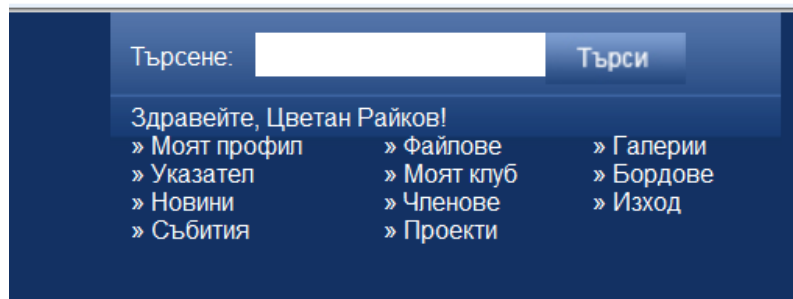 Търсене: Търси
Здравейте, Цветан Райков!
» Моят профил » Файлове » Галерии
» Указател » Моят клуб » Бордове
» Новини » Членове » Изход
» Събития » Проекти